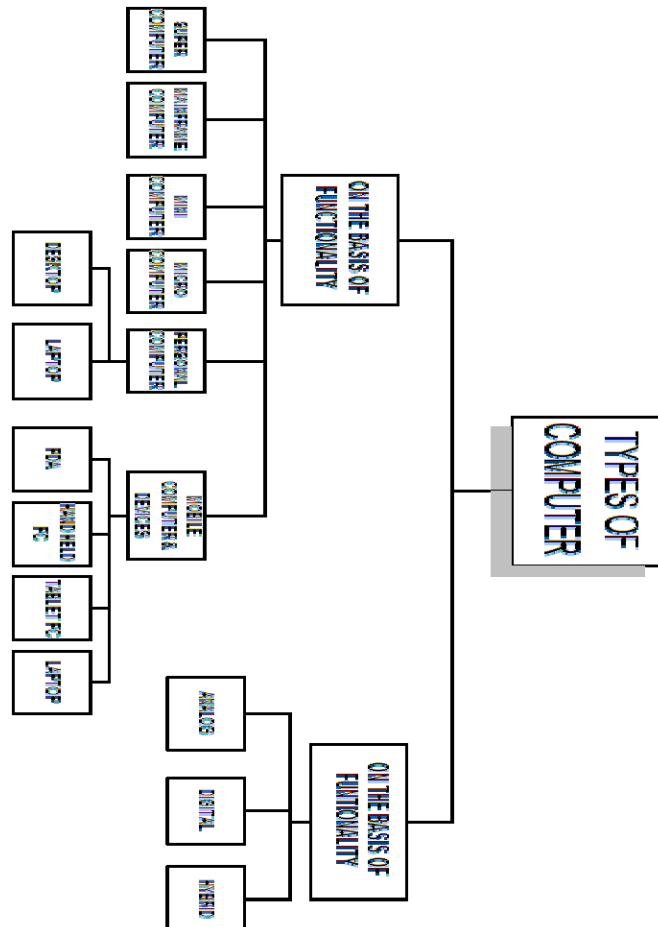 TYPES OF
COMPUTER
ON THE BASIS OF
FUNCTIONALITY
ON THE BASIS OF
FUNTIONALITY
SUPER
COMPUTER
MAINFRAME
COMPUTER
MINI
COMPUTER
MICRO
COMPUTER
PERSONAL
COMPUTER
MOBILE
COMPUTER &
DEVICES
ANALOG
DIGITAL
HYBRID
DESKTOP
LAPTOP
PDA
HAND HELD
PC
TABLET PC
LAPTOP